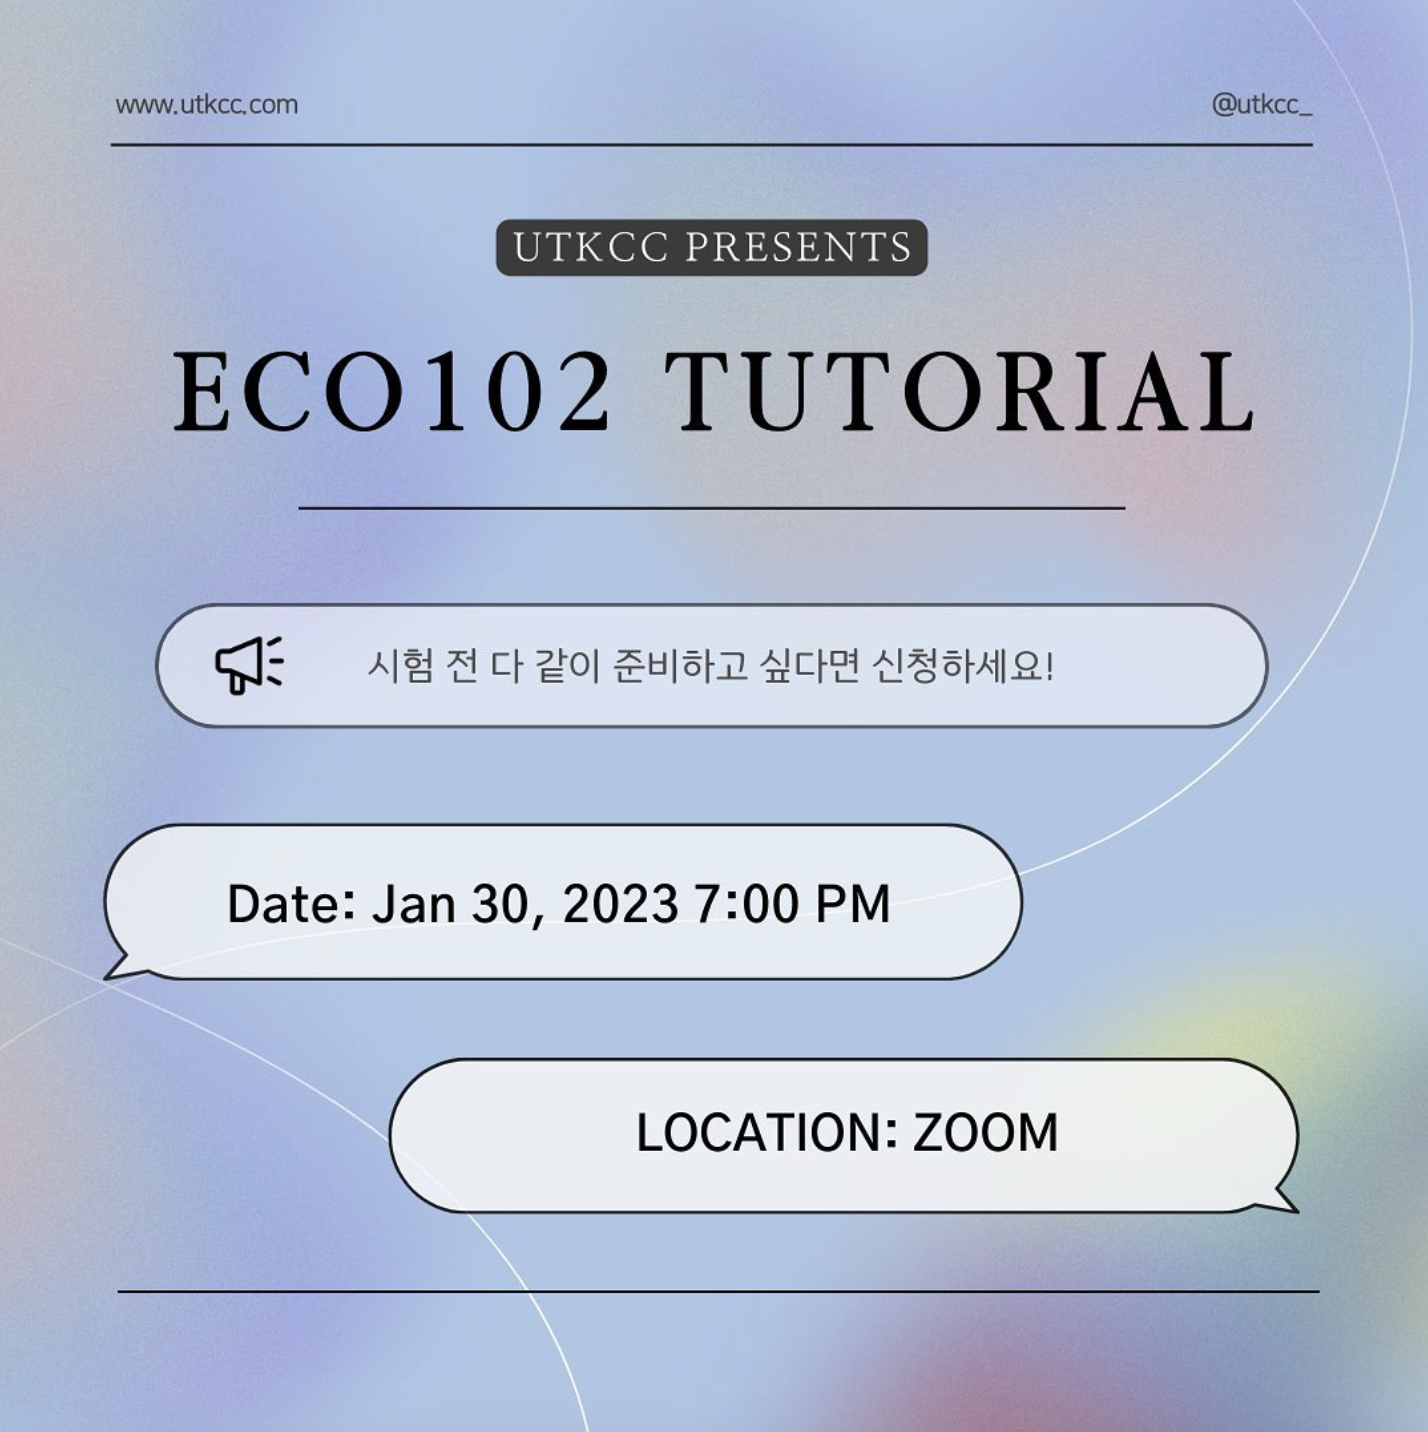 www.utkcc.com
@utkcc_
UTKCC PRESENTS
ECO102 TUTORIAL
시험 전 다 같이 준비하고 싶다면 신청하세요!
Date: Jan 30, 2023 7:00 PM
LOCATION: ZOOM